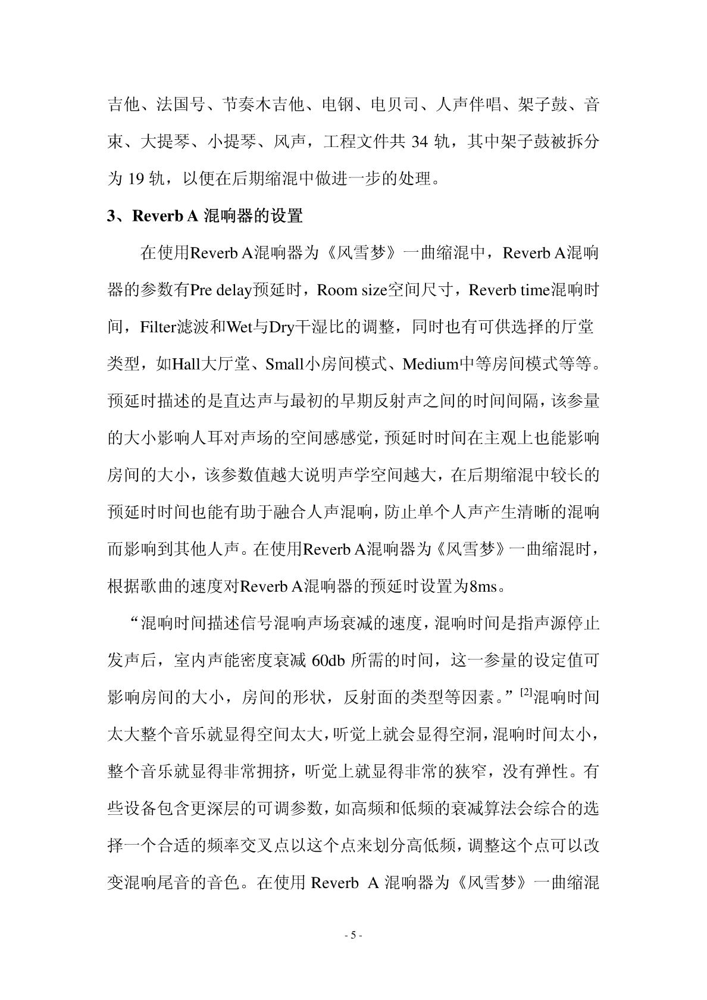 吉他、法国号、节奏木吉他、电钢、电贝司、人声伴唱、架子鼓、音
束、大提琴、小提琴、风声，工程文件共 34 轨，其中架子鼓被拆分
为 19 轨，以便在后期缩混中做进一步的处理。
3、Reverb A 混响器的设置
在使用Reverb A混响器为《风雪梦》一曲缩混中，Reverb A混响
器的参数有Pre delay预延时，Room size空间尺寸，Reverb time混响时
间，Filter滤波和Wet与Dry干湿比的调整，同时也有可供选择的厅堂
类型，如Hall大厅堂、Small小房间模式、Medium中等房间模式等等。
预延时描述的是直达声与最初的早期反射声之间的时间间隔，该参量
的大小影响人耳对声场的空间感感觉，预延时时间在主观上也能影响
房间的大小，该参数值越大说明声学空间越大，在后期缩混中较长的
预延时时间也能有助于融合人声混响，防止单个人声产生清晰的混响
而影响到其他人声。在使用Reverb A混响器为《风雪梦》一曲缩混时，
根据歌曲的速度对Reverb A混响器的预延时设置为8ms。
“混响时间描述信号混响声场衰减的速度，混响时间是指声源停止
发声后，室内声能密度衰减 60db 所需的时间，这一参量的设定值可
影响房间的大小，房间的形状，反射面的类型等因素。”[2]混响时间
太大整个音乐就显得空间太大，听觉上就会显得空洞，混响时间太小，
整个音乐就显得非常拥挤，听觉上就显得非常的狭窄，没有弹性。有
些设备包含更深层的可调参数，如高频和低频的衰减算法会综合的选
择一个合适的频率交叉点以这个点来划分高低频，调整这个点可以改
变混响尾音的音色。在使用 Reverb A 混响器为《风雪梦》一曲缩混
- 5 -